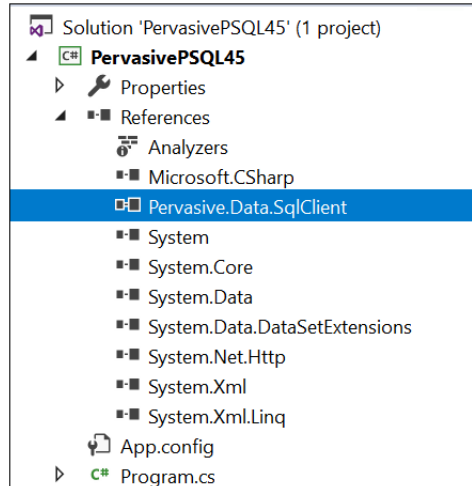 Solution 'PervasivePSQL45' (1 project)
C# PervasivePSQL45
Properties
References
Analyzers
Microsoft.CSharp
Pervasive.Data.SqlClient
System
System.Core
System.Data
System.Data.DataSetExtensions
System.Net.Http
System.Xml
System.Xml.Linq
App.config
C# Program.cs